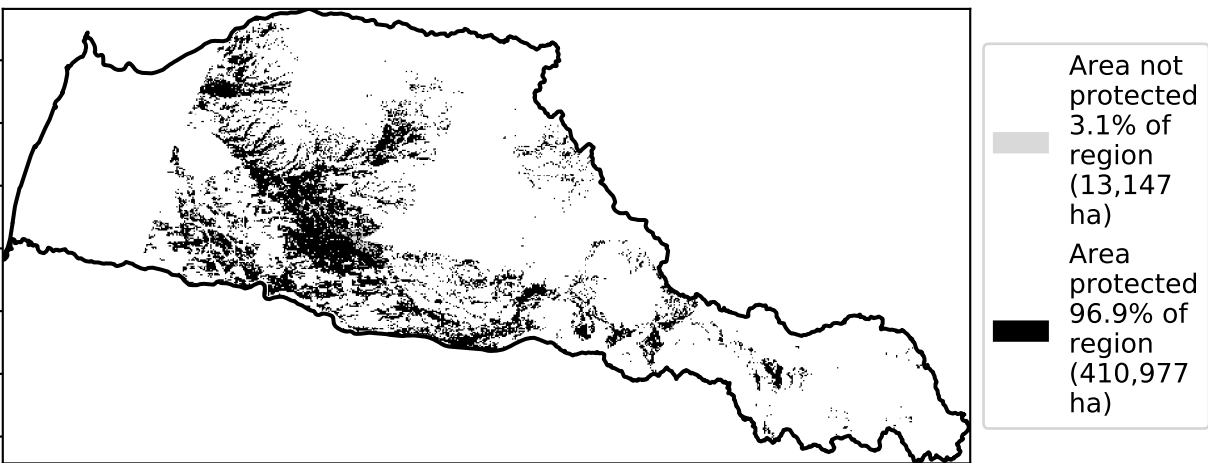 Area not
protected
3.1% of
region
(13,147
ha)
Area
protected
96.9% of
region
(410,977
ha)